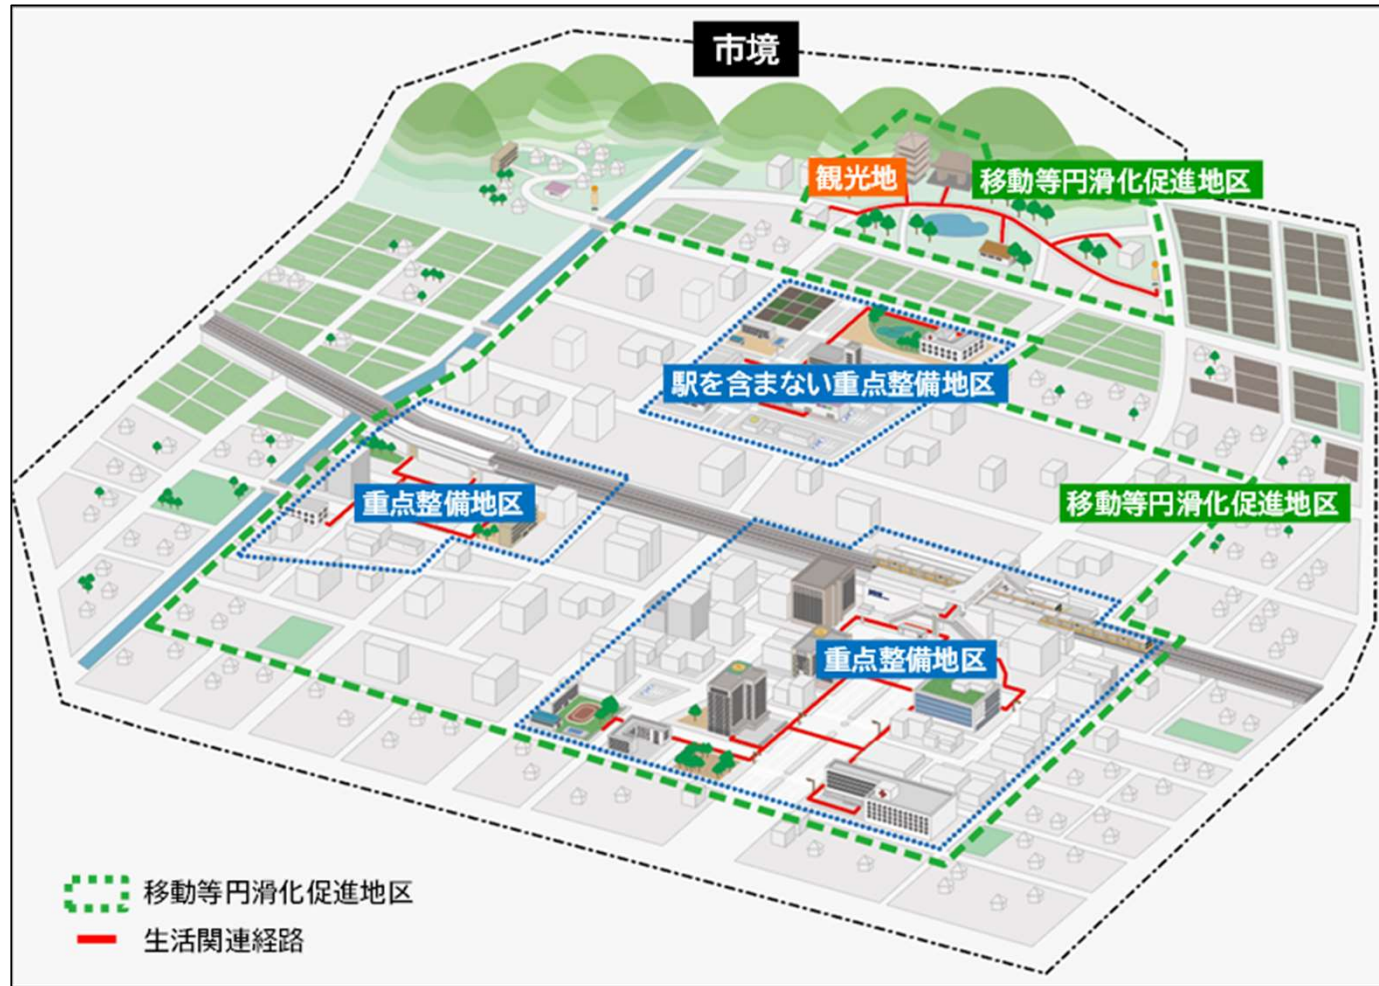 市境
観光地
移動等円滑化促進地区
駅を含まない重点整備地区
重点整備地区
移動等円滑化促進地区
重点整備地区
移動等円滑化促進地区
生活関連経路